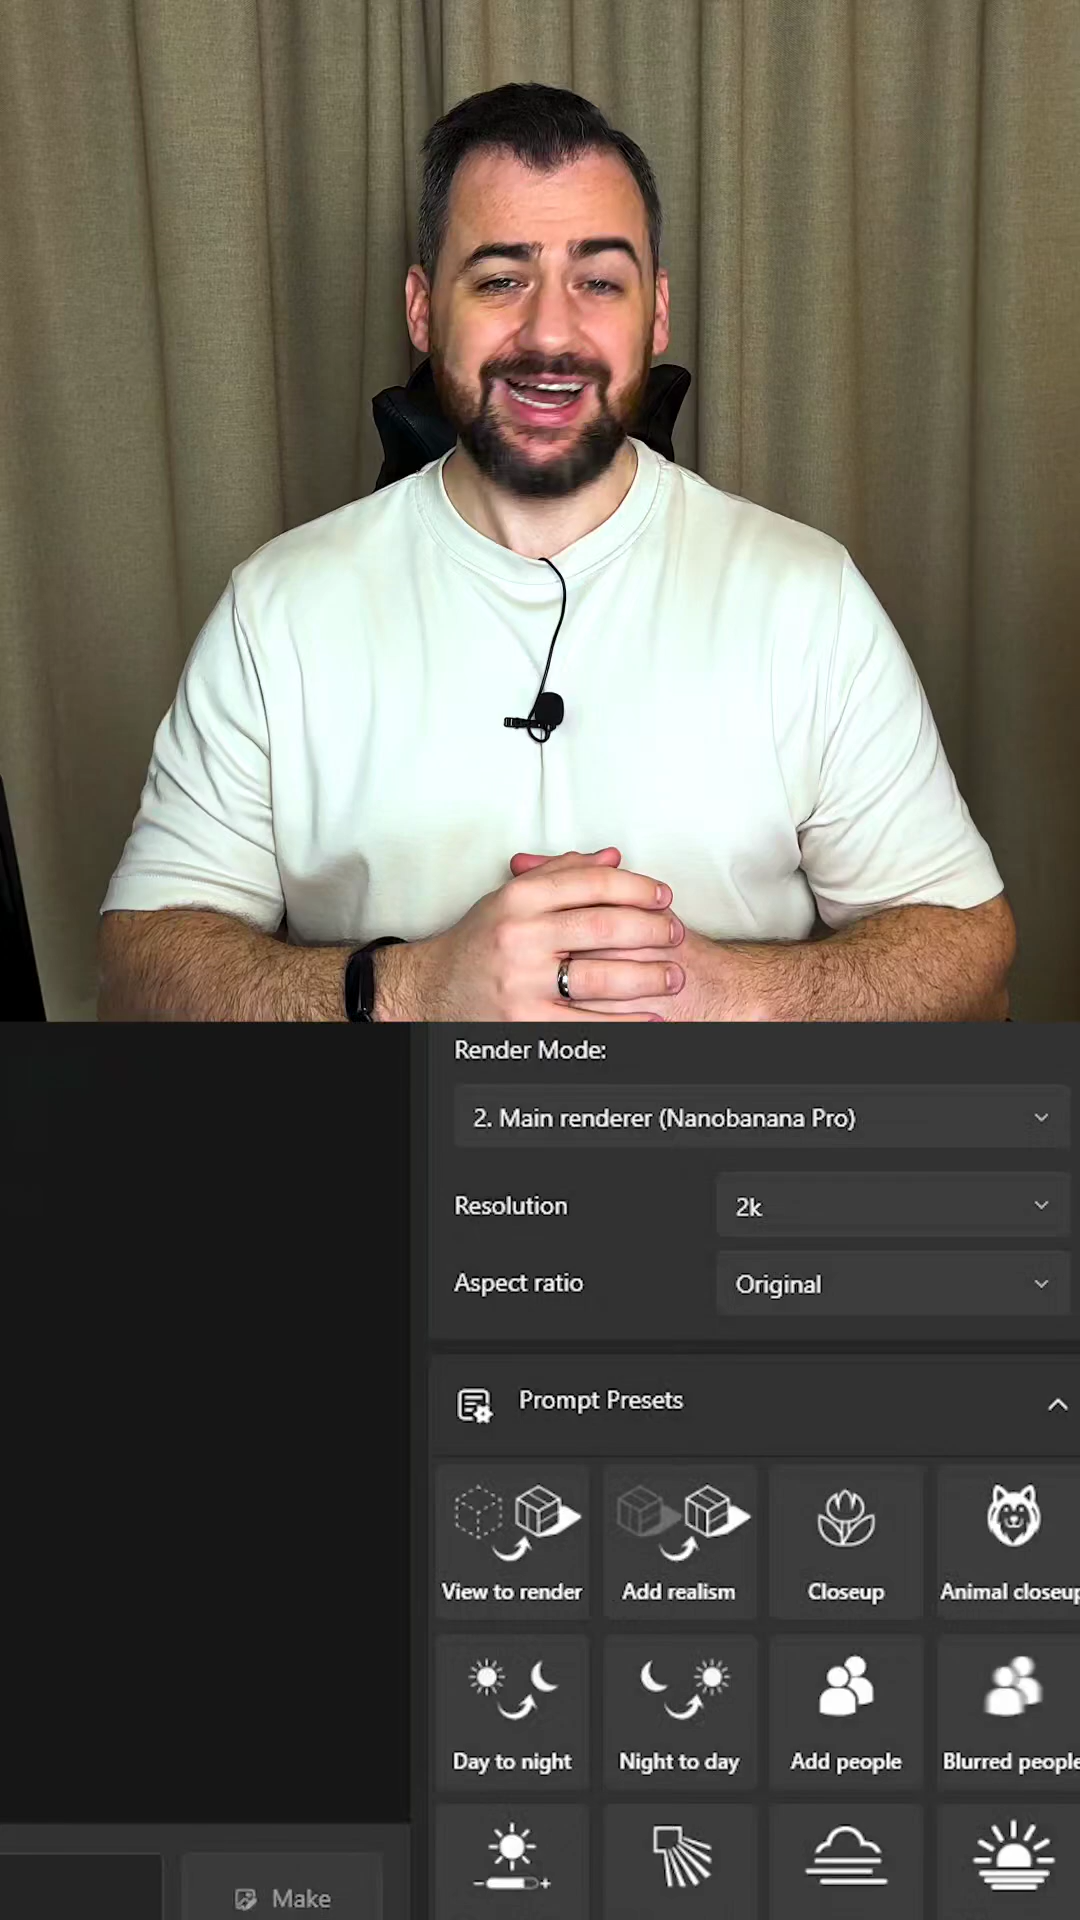 Render Mode:
2. Main renderer (Nanobanana Pro)
Resolution
2k
Aspect ratio
Original
Prompt Presets
View to render
Add realism
Closeup
Animal closeup
Day to night
Night to day
Add people
Blurred people
Make